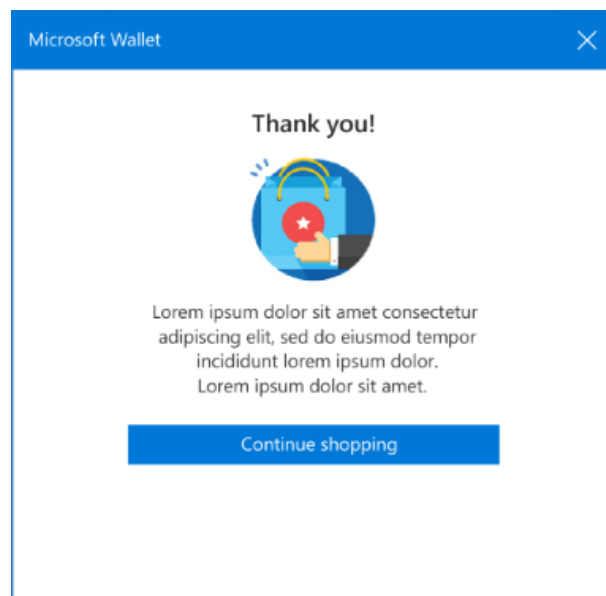 Microsoft Wallet
Thank you!
Lorem ipsum dolor sit amet consectetur
adipiscing elit, sed do eiusmod tempor
incididunt lorem ipsum dolor.
Lorem ipsum dolor sit amet.
Continue shopping